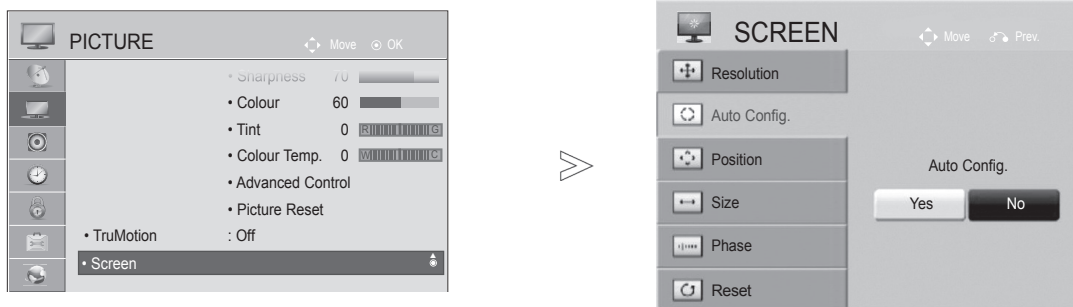 PICTURE
Move OK
• Sharpness 70
• Colour 60
• Tint 0 R G
• Colour Temp. 0 W C
• Advanced Control
• Picture Reset
• TruMotion : Off
• Screen
SCREEN
Move Prev.
Resolution
Auto Config.
Position
Size
Phase
Reset
Auto Config.
Yes No